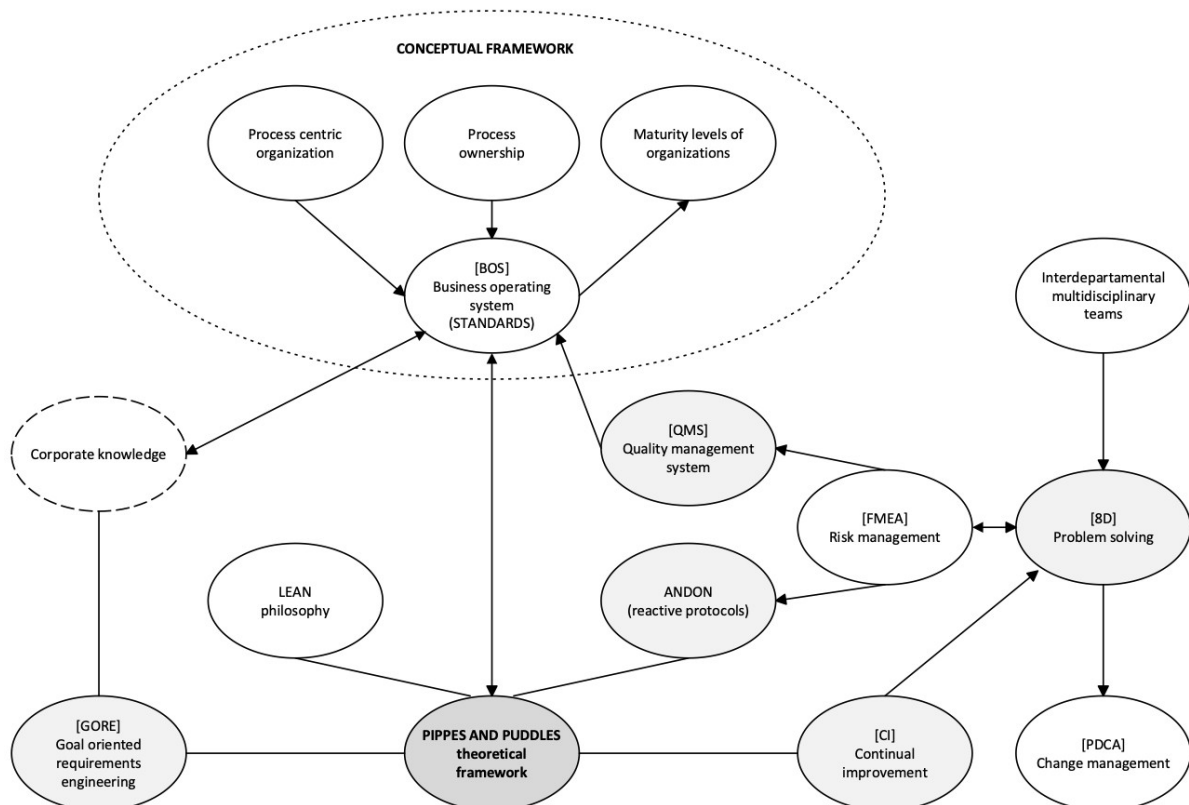 CONCEPTUAL FRAMEWORK
Process centric
organization
Process
ownership
Maturity levels of
organizations
[BOS]
Business operating
system
(STANDARDS)
Interdepartamental
multidisciplinary
teams
Corporate knowledge
[QMS]
Quality management
system
[FMEA]
Risk management
[8D]
Problem solving
LEAN
philosophy
ANDON
(reactive protocols)
[GORE]
Goal oriented
requirements
engineering
PIPPES AND PUDDLES
theoretical
framework
[CI]
Continual
improvement
[PDCA]
Change management